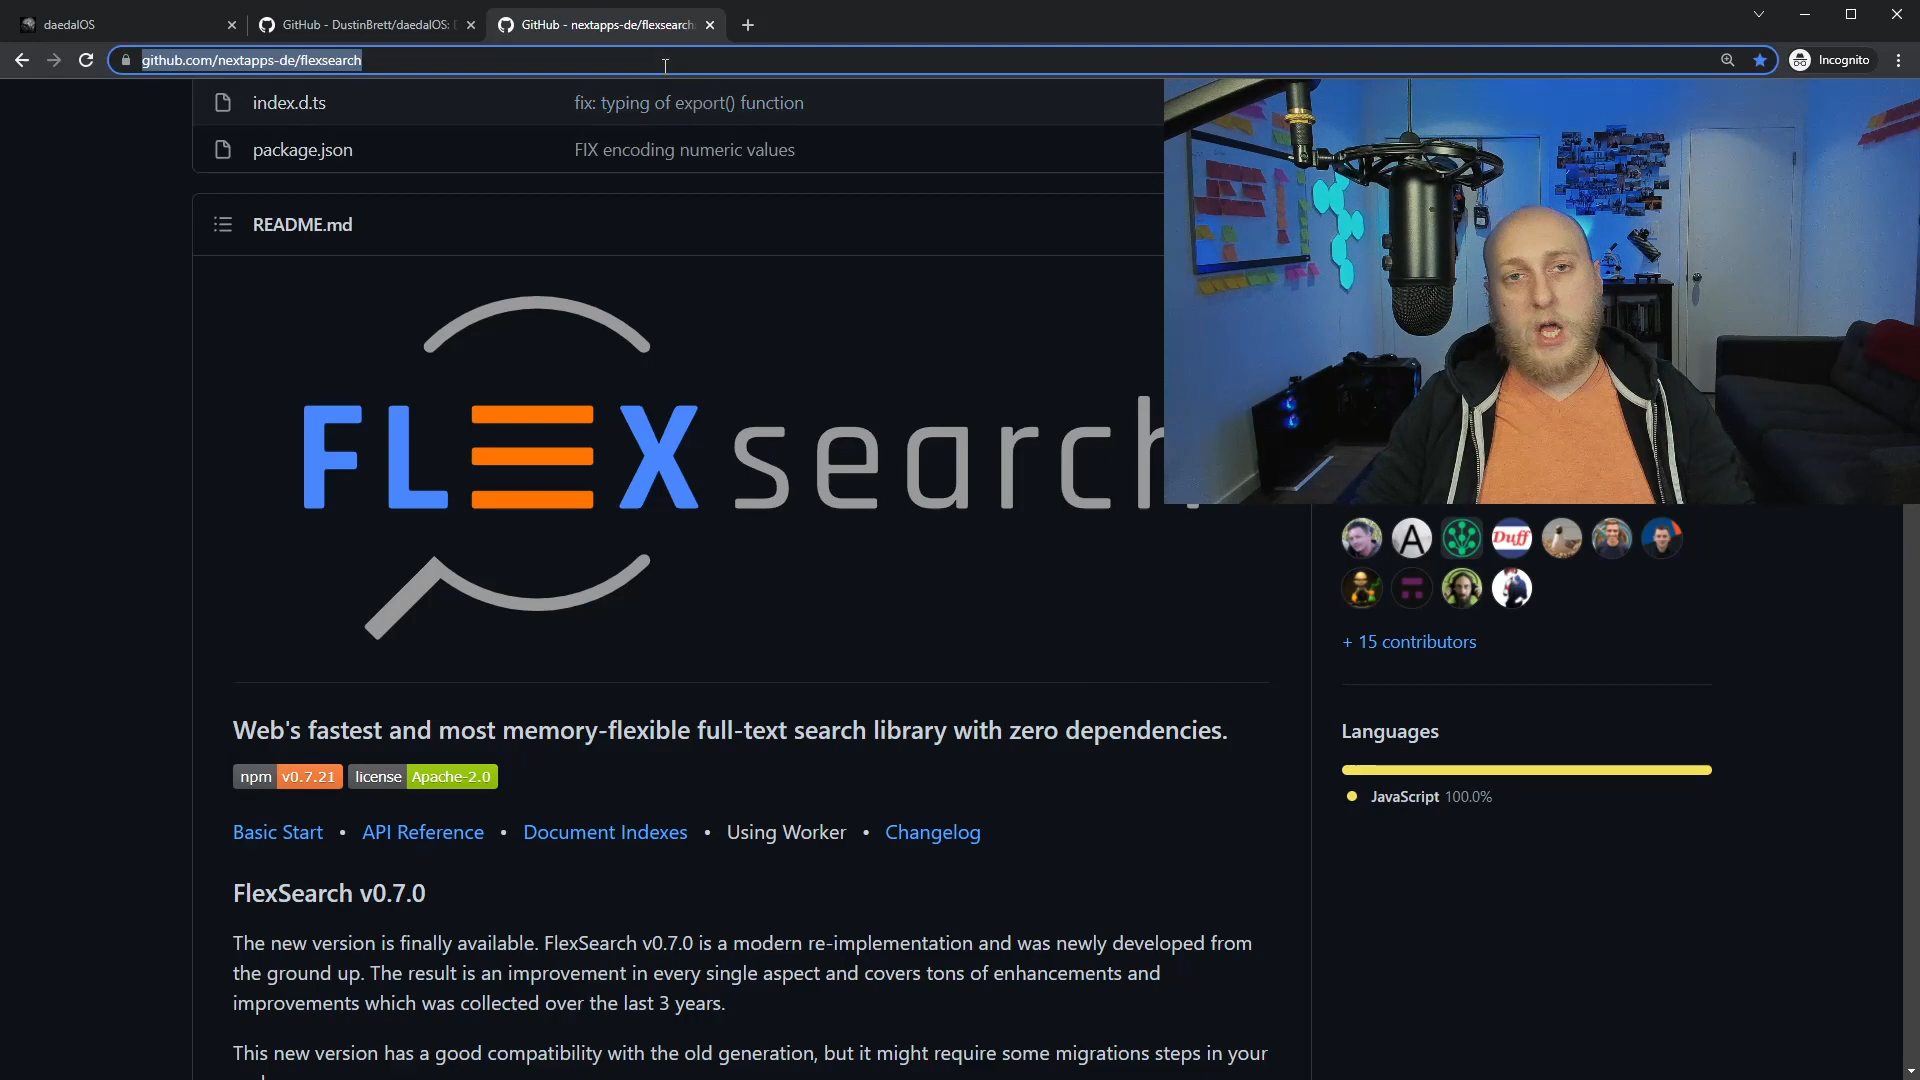 daedalOS
GitHub - DustinBrett/daedalOS:
GitHub - nextapps-de/flexsearch
github.com/nextapps-de/flexsearch
Incognito
index.d.ts
fix: typing of export() function
package.json
FIX encoding numeric values
README.md
FLEXsearch
A
Duff
+ 15 contributors
Web's fastest and most memory-flexible full-text search library with zero dependencies.
npm v0.7.21 license Apache-2.0
Languages
JavaScript 100.0%
Basic Start • API Reference • Document Indexes • Using Worker • Changelog
FlexSearch v0.7.0
The new version is finally available. FlexSearch v0.7.0 is a modern re-implementation and was newly developed from
the ground up. The result is an improvement in every single aspect and covers tons of enhancements and
improvements which was collected over the last 3 years.
This new version has a good compatibility with the old generation, but it might require some migrations steps in your